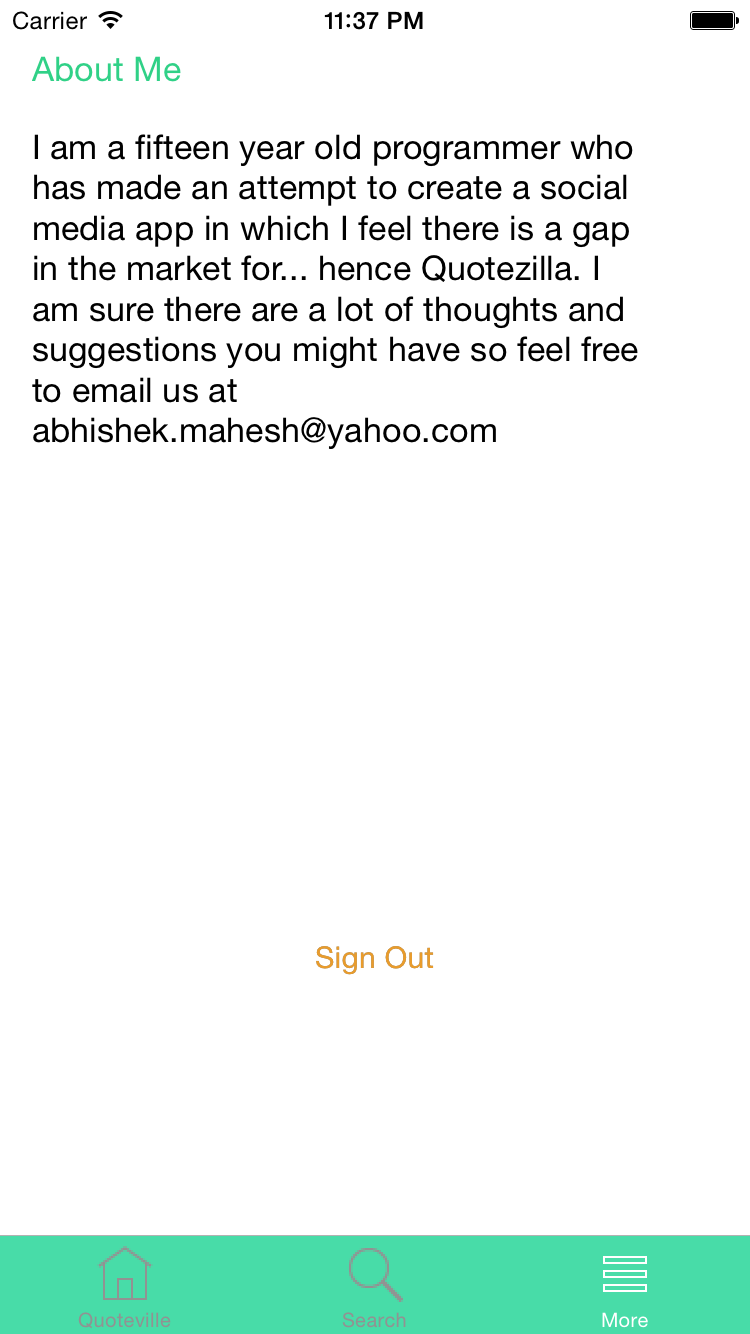 Carrier 11:37 PM
About Me
I am a fifteen year old programmer who
has made an attempt to create a social
media app in which I feel there is a gap
in the market for... hence Quotezilla. I
am sure there are a lot of thoughts and
suggestions you might have so feel free
to email us at
abhishek.mahesh@yahoo.com
Sign Out
Quoteville Search More